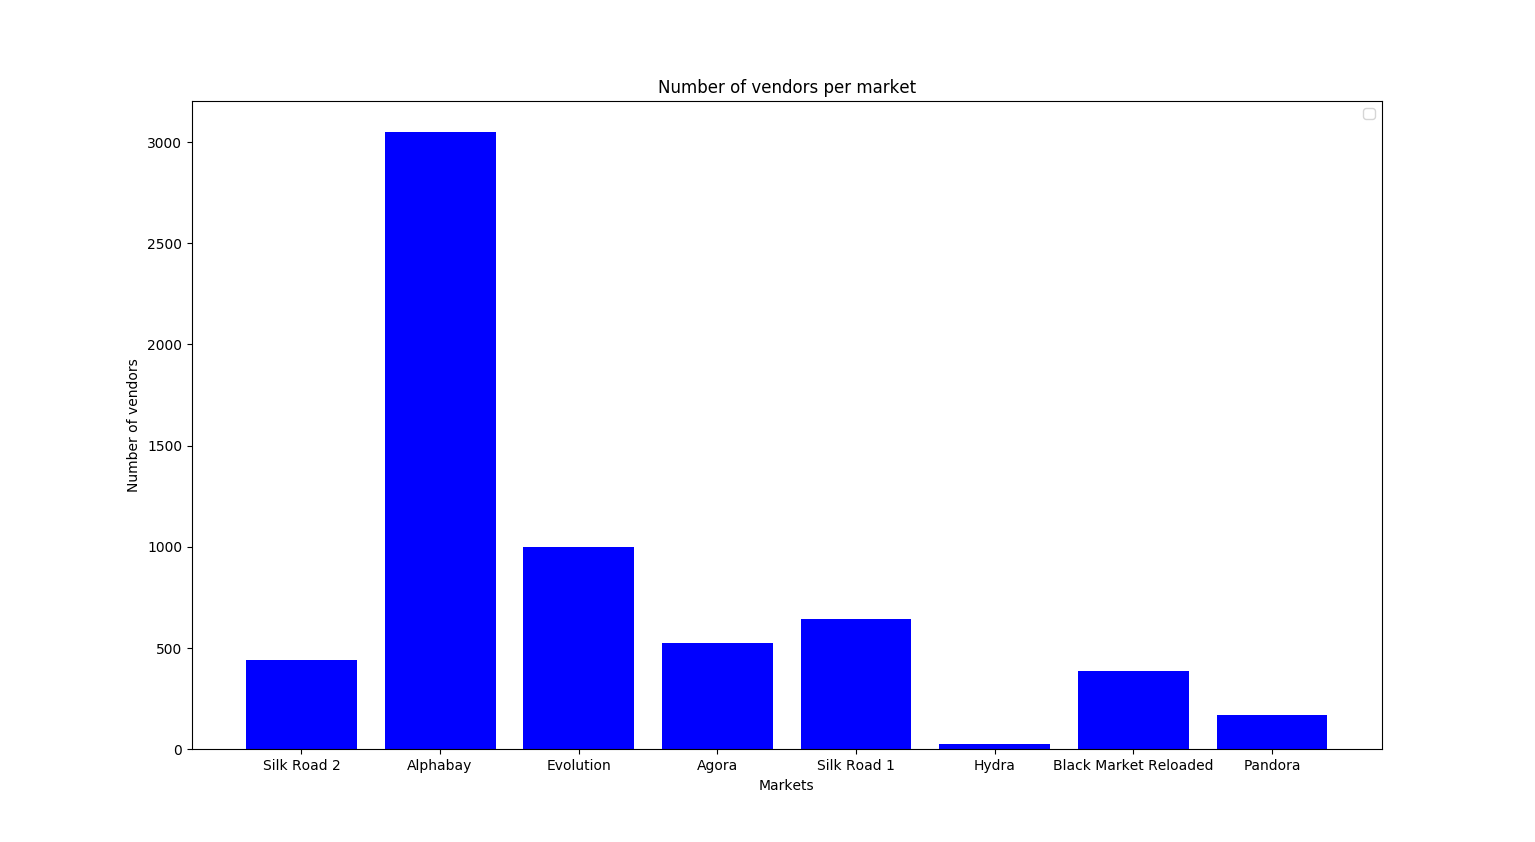 Number of vendors per market
3000
2500
2000
1500
1000
500
0
Number of vendors
Silk Road 2 Alphabay Evolution Agora Silk Road 1 Hydra Black Market Reloaded Pandora
Markets